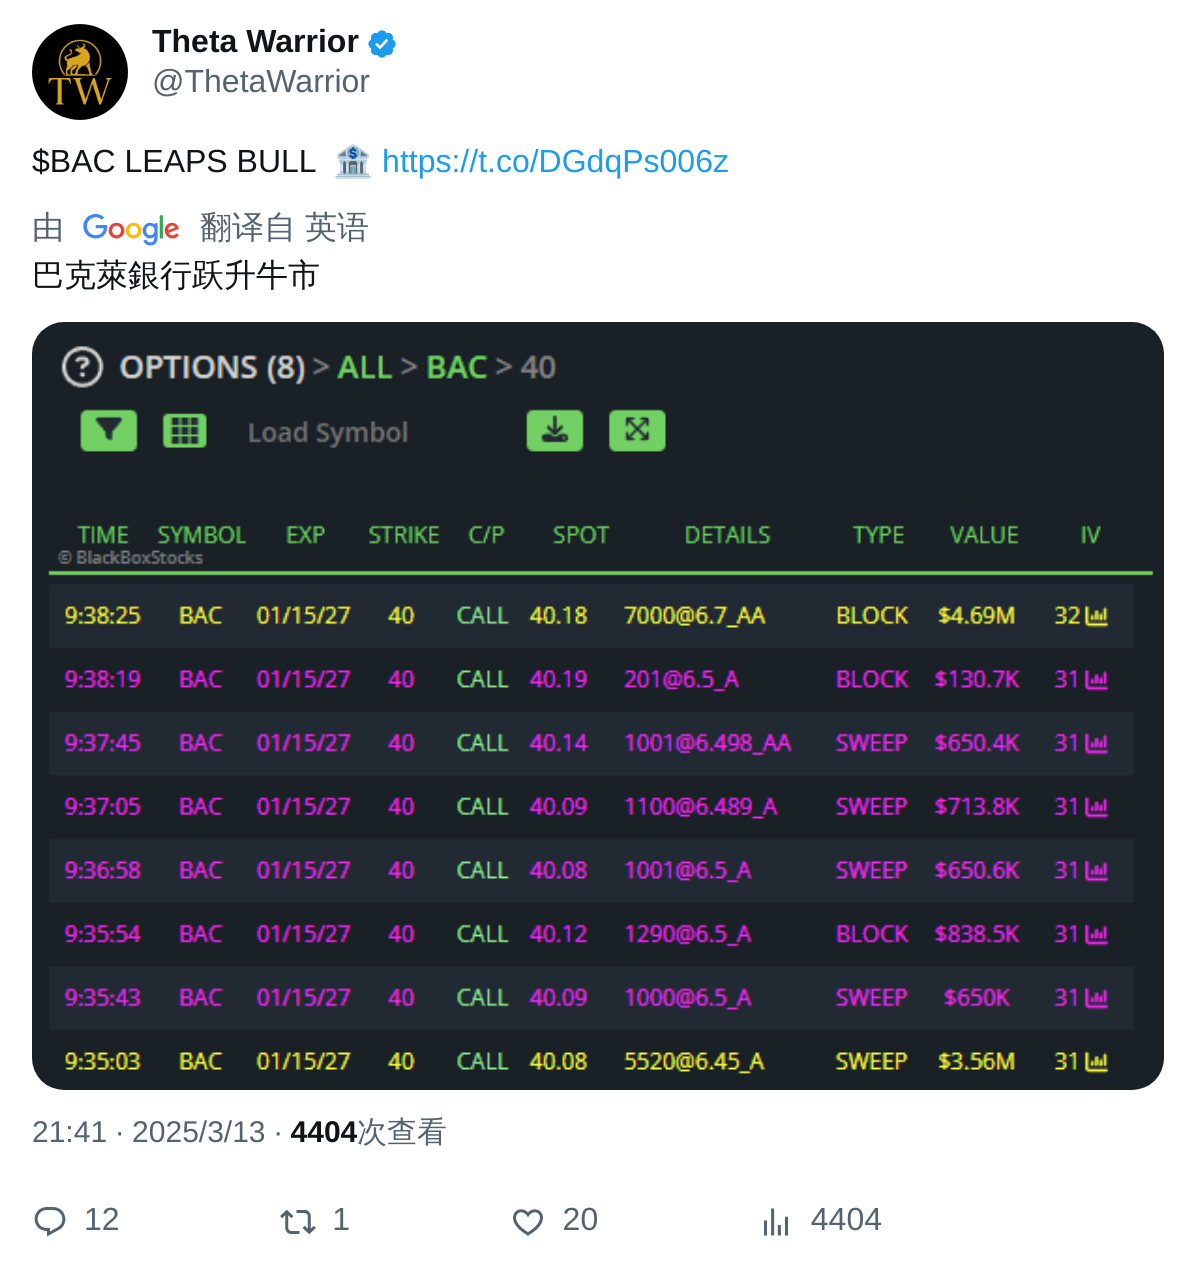 TW
Theta Warrior
@ThetaWarrior
$BAC LEAPS BULL 🏦 https://t.co/DGdqPs006z
由 Google 翻译自 英语
巴克萊銀行跃升牛市
? OPTIONS (8) > ALL > BAC > 40
Load Symbol
TIME SYMBOL EXP STRIKE C/P SPOT DETAILS TYPE VALUE IV
© BlackBoxStocks
9:38:25 BAC 01/15/27 40 CALL 40.18 7000@6.7_AA BLOCK $4.69M 32
9:38:19 BAC 01/15/27 40 CALL 40.19 201@6.5_A BLOCK $130.7K 31
9:37:45 BAC 01/15/27 40 CALL 40.14 1001@6.498_AA SWEEP $650.4K 31
9:37:05 BAC 01/15/27 40 CALL 40.09 1100@6.489_A SWEEP $713.8K 31
9:36:58 BAC 01/15/27 40 CALL 40.08 1001@6.5_A SWEEP $650.6K 31
9:35:54 BAC 01/15/27 40 CALL 40.12 1290@6.5_A BLOCK $838.5K 31
9:35:43 BAC 01/15/27 40 CALL 40.09 1000@6.5_A SWEEP $650K 31
9:35:03 BAC 01/15/27 40 CALL 40.08 5520@6.45_A SWEEP $3.56M 31
21:41 · 2025/3/13 · 4404次查看
12 1 20 4404